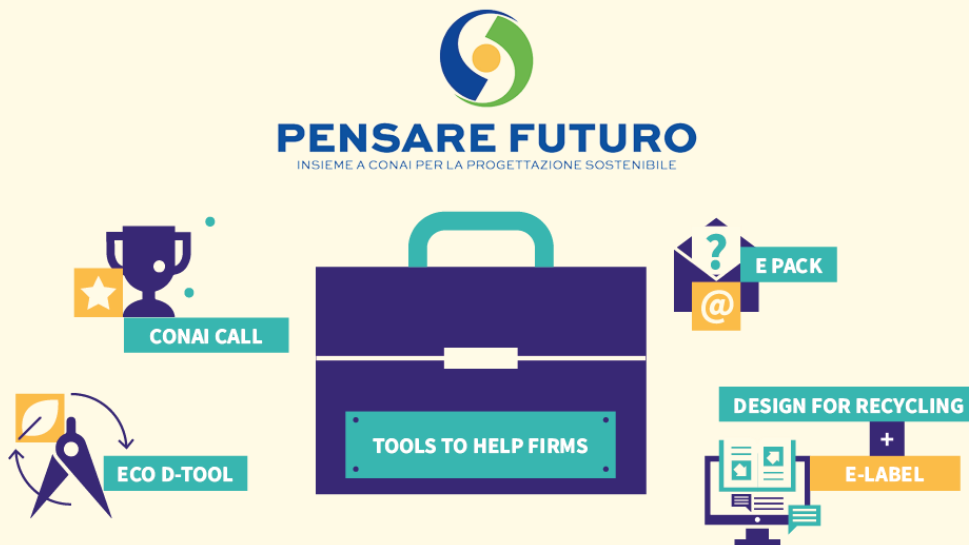 PENSARE FUTURO
INSIEME A CONAI PER LA PROGETTAZIONE SOSTENIBILE
?
@
E PACK
CONAI CALL
TOOLS TO HELP FIRMS
ECO D-TOOL
DESIGN FOR RECYCLING
+
E-LABEL